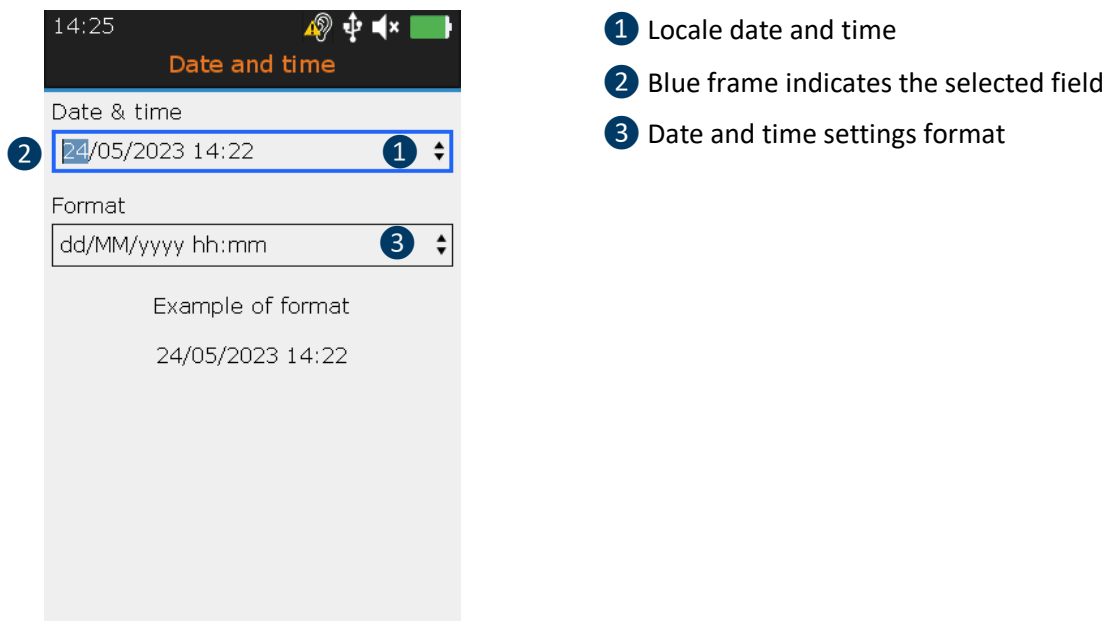 14:25
Date and time
Date & time
2 24/05/2023 14:22 1
Format
dd/MM/yyyy hh:mm 3
Example of format
24/05/2023 14:22
1 Locale date and time
2 Blue frame indicates the selected field
3 Date and time settings format